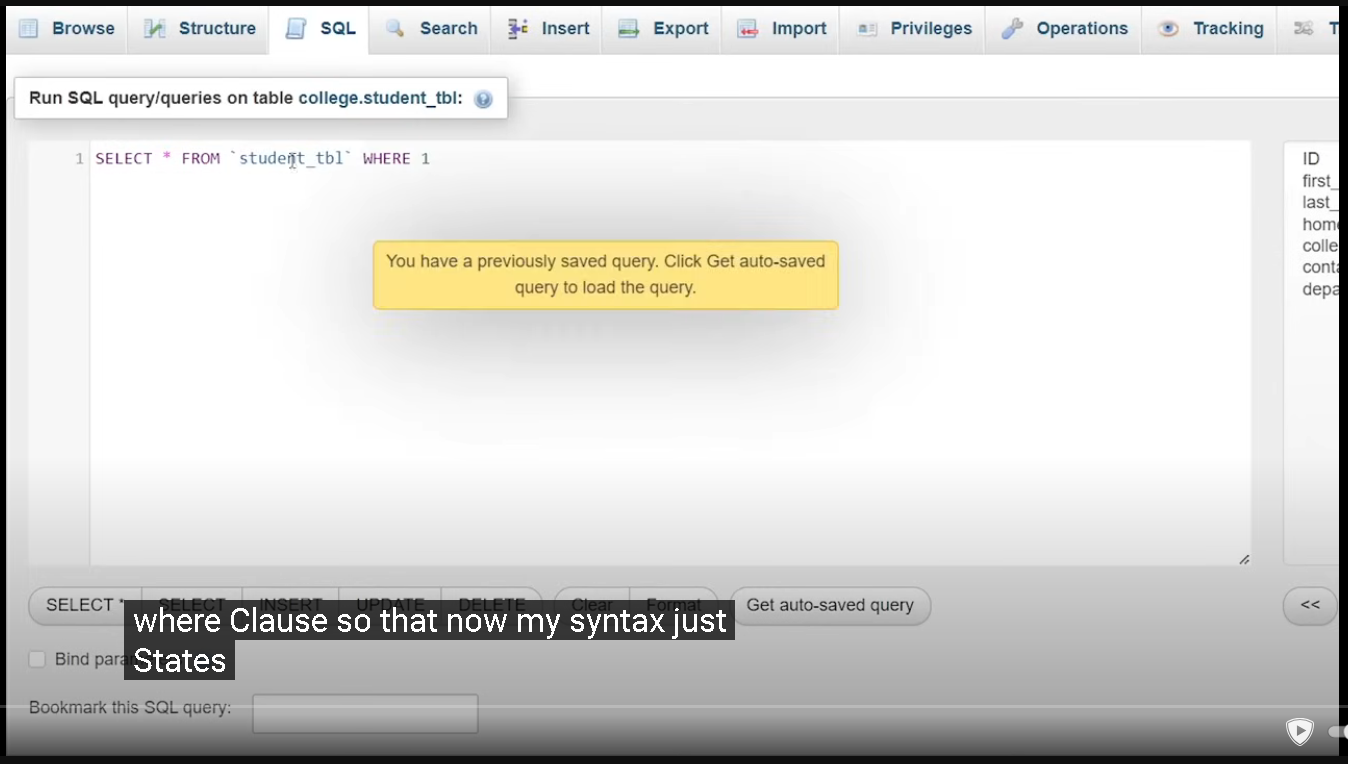 Browse Structure SQL Search Insert Export Import Privileges Operations Tracking
Run SQL query/queries on table college.student_tbl:
1 SELECT * FROM `student_tbl` WHERE 1
ID
first_
last_
home
colle
conta
depa
You have a previously saved query. Click Get auto-saved
query to load the query.
SELECT * SELECT INSERT UPDATE DELETE Clear Format Get auto-saved query <<
where Clause so that now my syntax just
States
Bind para
Bookmark this SQL query: